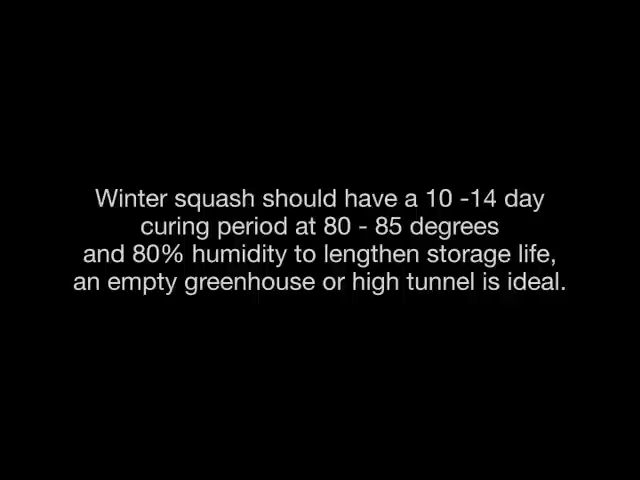 Winter squash should have a 10 -14 day
curing period at 80 - 85 degrees
and 80% humidity to lengthen storage life,
an empty greenhouse or high tunnel is ideal.